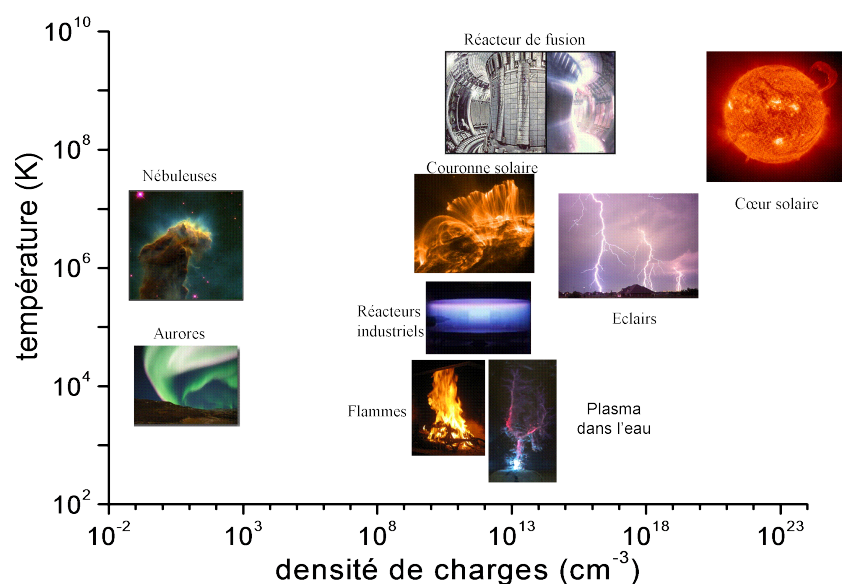 Réacteur de fusion
Couronne solaire
Nébuleuses
Cœur solaire
Réacteurs
industriels
Eclairs
Aurores
Flammes
Plasma
dans l'eau
température (K)
10^10
10^8
10^6
10^4
10^2
10^-2
10^3
10^8
10^13
10^18
10^23
densité de charges (cm^-3)